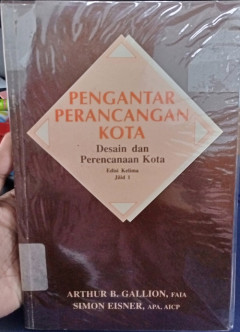 PENGANTAR
PERANCANGAN
KOTA
Desain dan
Perencanaan Kota
Edisi Kelima
Jilid 1
ARTHUR B. GALLION, FAIA
SIMON EISNER, APA, AICP